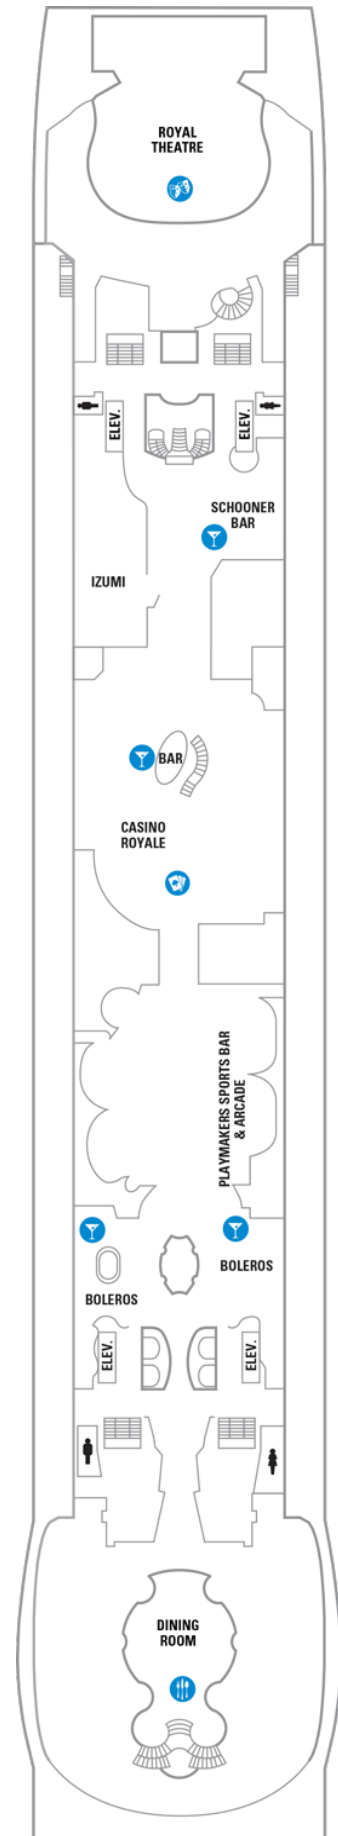 ROYAL
THEATRE
ELEV.
ELEV.
SCHOONER
BAR
IZUMI
BAR
CASINO
ROYALE
PLAYMAKERS SPORTS BAR
& ARCADE
BOLEROS
BOLEROS
ELEV.
ELEV.
DINING
ROOM